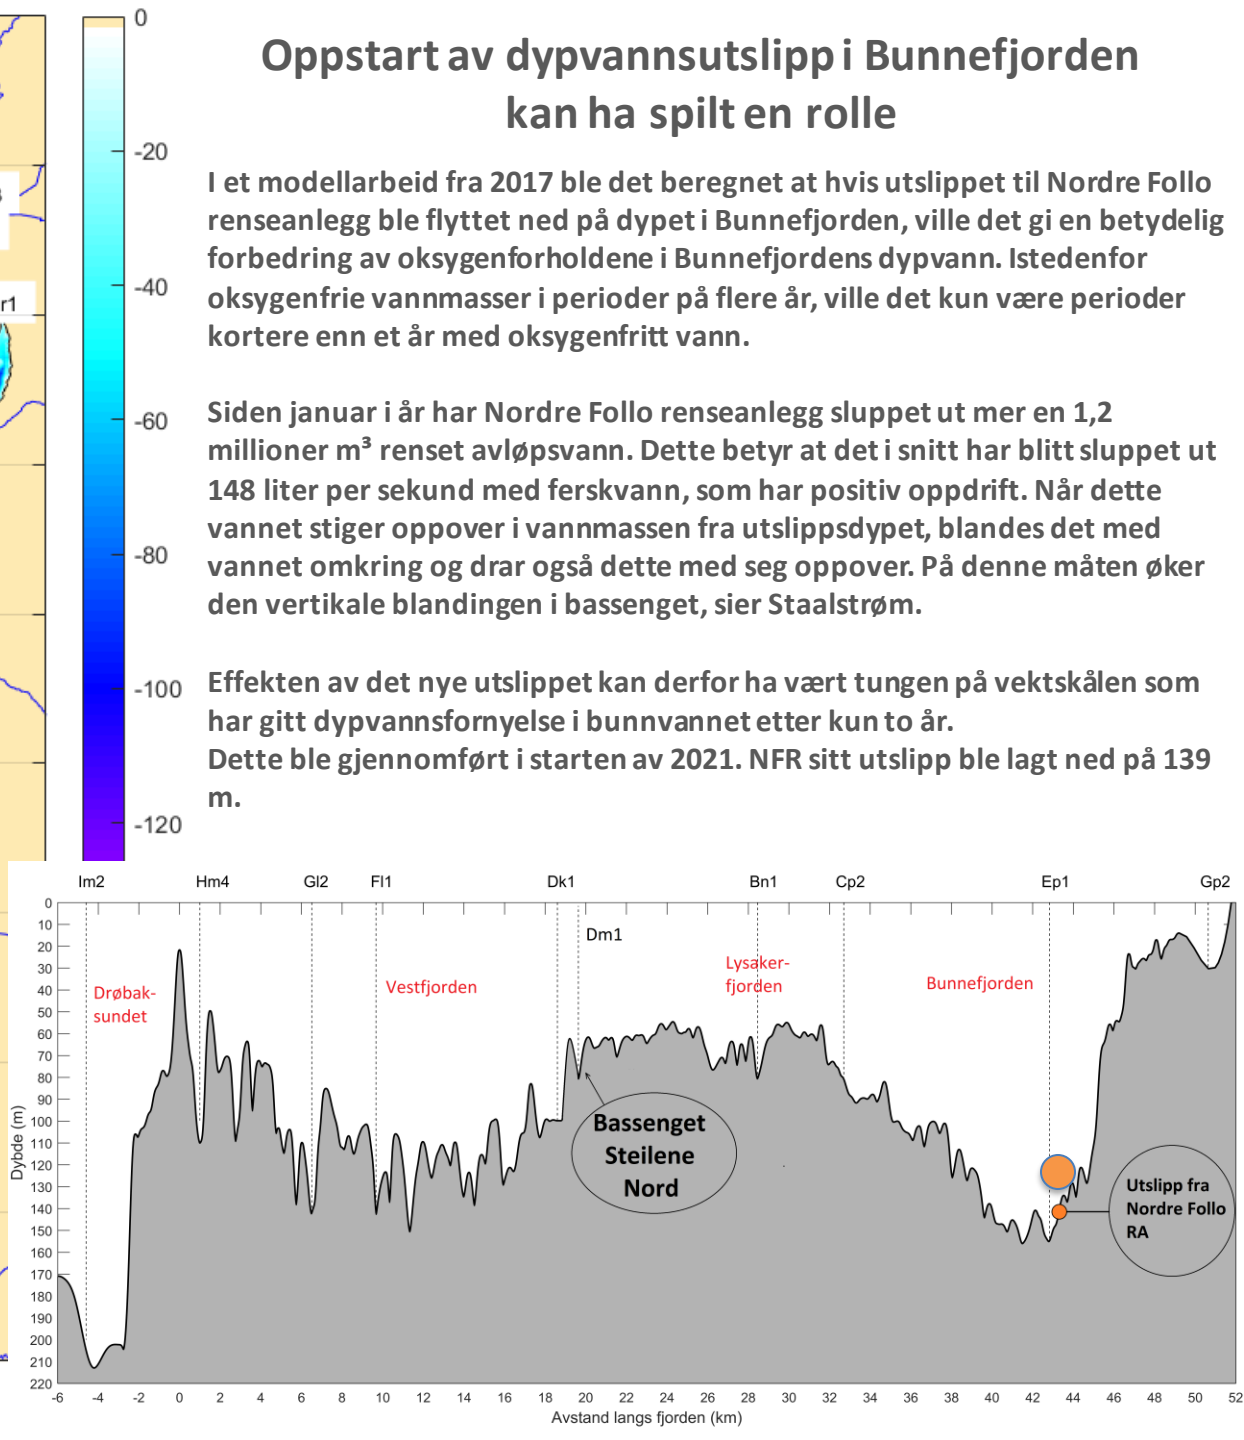 Oppstart av dypvannsutslipp i Bunnefjorden
kan ha spilt en rolle
I et modellarbeid fra 2017 ble det beregnet at hvis utslippet til Nordre Follo
renseanlegg ble flyttet ned på dypet i Bunnefjorden, ville det gi en betydelig
forbedring av oksygenforholdene i Bunnefjordens dypvann. Istedenfor
oksygenfrie vannmasser i perioder på flere år, ville det kun være perioder
kortere enn et år med oksygenfritt vann.
Siden januar i år har Nordre Follo renseanlegg sluppet ut mer en 1,2
millioner m³ renset avløpsvann. Dette betyr at det i snitt har blitt sluppet ut
148 liter per sekund med ferskvann, som har positiv oppdrift. Når dette
vannet stiger oppover i vannmassen fra utslippsdypet, blandes det med
vannet omkring og drar også dette med seg oppover. På denne måten øker
den vertikale blandingen i bassenget, sier Staalstrøm.
Effekten av det nye utslippet kan derfor ha vært tungen på vektskålen som
har gitt dypvannsfornyelse i bunnvannet etter kun to år.
Dette ble gjennomført i starten av 2021. NFR sitt utslipp ble lagt ned på 139
m.
0
-20
-40
-60
-80
-100
-120
r1
Im2 Hm4 Gl2 Fl1 Dk1 Bn1 Cp2 Ep1 Gp2
Dm1
Drøbak-
sundet
Vestfjorden
Lysaker-
fjorden
Bunnefjorden
Bassenget
Steilene
Nord
Utslipp fra
Nordre Follo
RA
Dybde (m)
0
10
20
30
40
50
60
70
80
90
100
110
120
130
140
150
160
170
180
190
200
210
220
-6 -4 -2 0 2 4 6 8 10 12 14 16 18 20 22 24 26 28 30 32 34 36 38 40 42 44 46 48 50 52
Avstand langs fjorden (km)